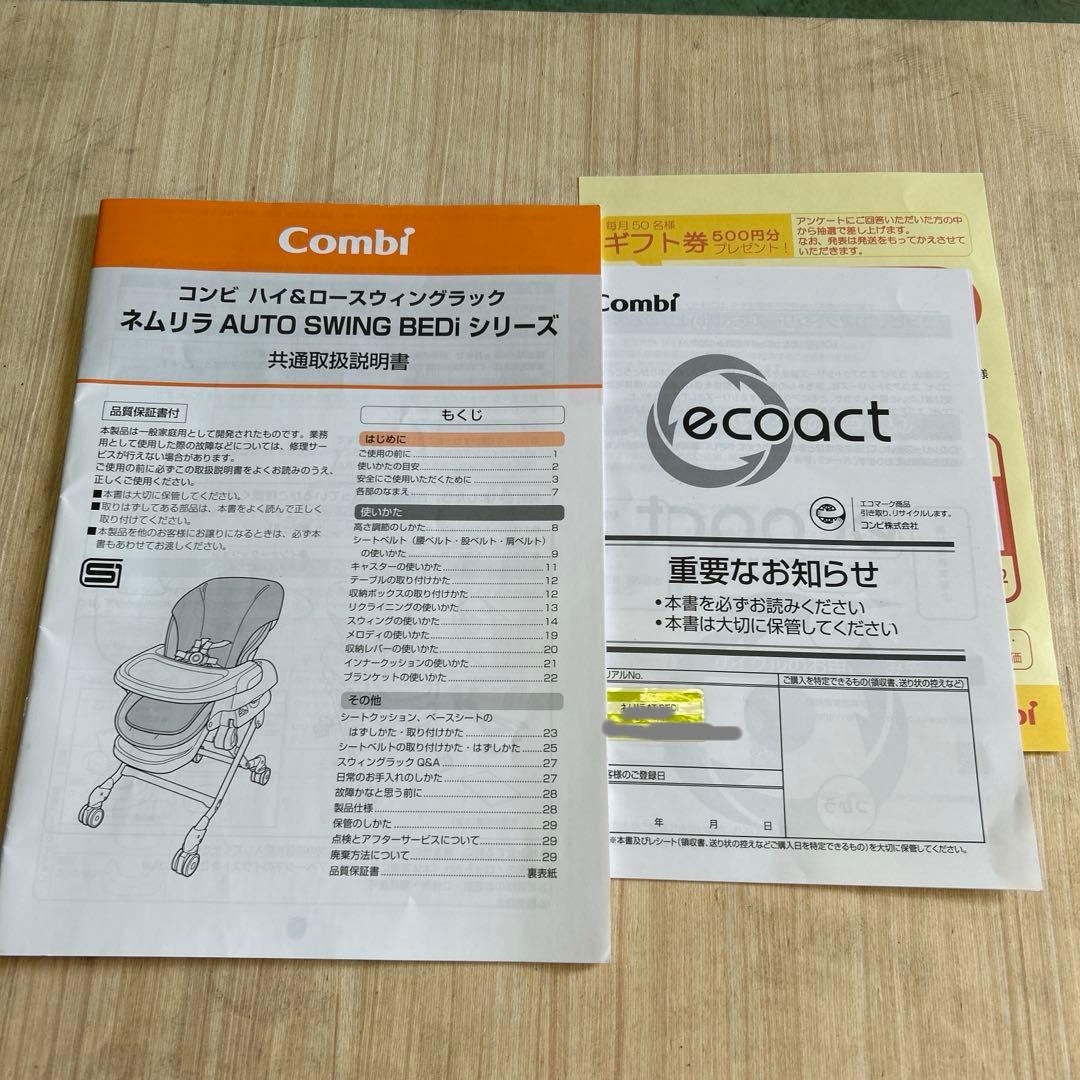 Combi
コンビ ハイ&ロースウィングラック
ネムリラ AUTO SWING BEDi シリーズ
共通取扱説明書
品質保証書付
本製品は一般家庭用として開発されたものです。業務
用として使用した際の故障などについては、修理サー
ビスが行えない場合があります。
ご使用の前に必ずこの取扱説明書をよくお読みのうえ、
正しくご使用ください。
■本書は大切に保管してください。
■取りはずしてある部品は、本書をよく読んで正しく
取り付けてください。
■本製品を他のお客様にお譲りになるときは、必ず本
書もあわせてお渡しください。
もくじ
はじめに
ご使用の前に 1
使いかたの目安 2
安全にご使用いただくために 3
各部のなまえ 7
使いかた
高さ調節のしかた 8
シートベルト(腰ベルト・股ベルト・肩ベルト)
の使いかた 9
キャスターの使いかた 11
テーブルの取り付けかた 12
収納ボックスの取り付けかた 12
リクライニングの使いかた 13
スウィングの使いかた 14
メロディの使いかた 19
収納レバーの使いかた 20
インナークッションの使いかた 21
ブランケットの使いかた 22
その他
シートクッション、ベースシートの
はずしかた・取り付けかた 23
シートベルトの取り付けかた・はずしかた 25
スウィングラック Q&A 27
日常のお手入れのしかた 27
故障かなと思う前に 28
製品仕様 28
保管のしかた 29
点検とアフターサービスについて 29
廃棄方法について 29
品質保証書 裏表紙
毎月50名様
ギフト券 500円分
プレゼント!
アンケートにご回答いただいた方の中
から抽選で差し上げます。
なお、発表は発送をもってかえさせて
いただきます。
Combi
ecoact
エコマーク商品
引き取り、リサイクルします。
コンビ株式会社
重要なお知らせ
•本書を必ずお読みください
•本書は大切に保管してください
リアルNo.
ご購入を特定できるもの(領収書、送り状の控えなど)
ネムリラAT BEDi
客様のご登録日
年 月 日
※本書及びレシート(領収書、送り状の控えなどご購入日を特定できるもの)を大切に保管してください。